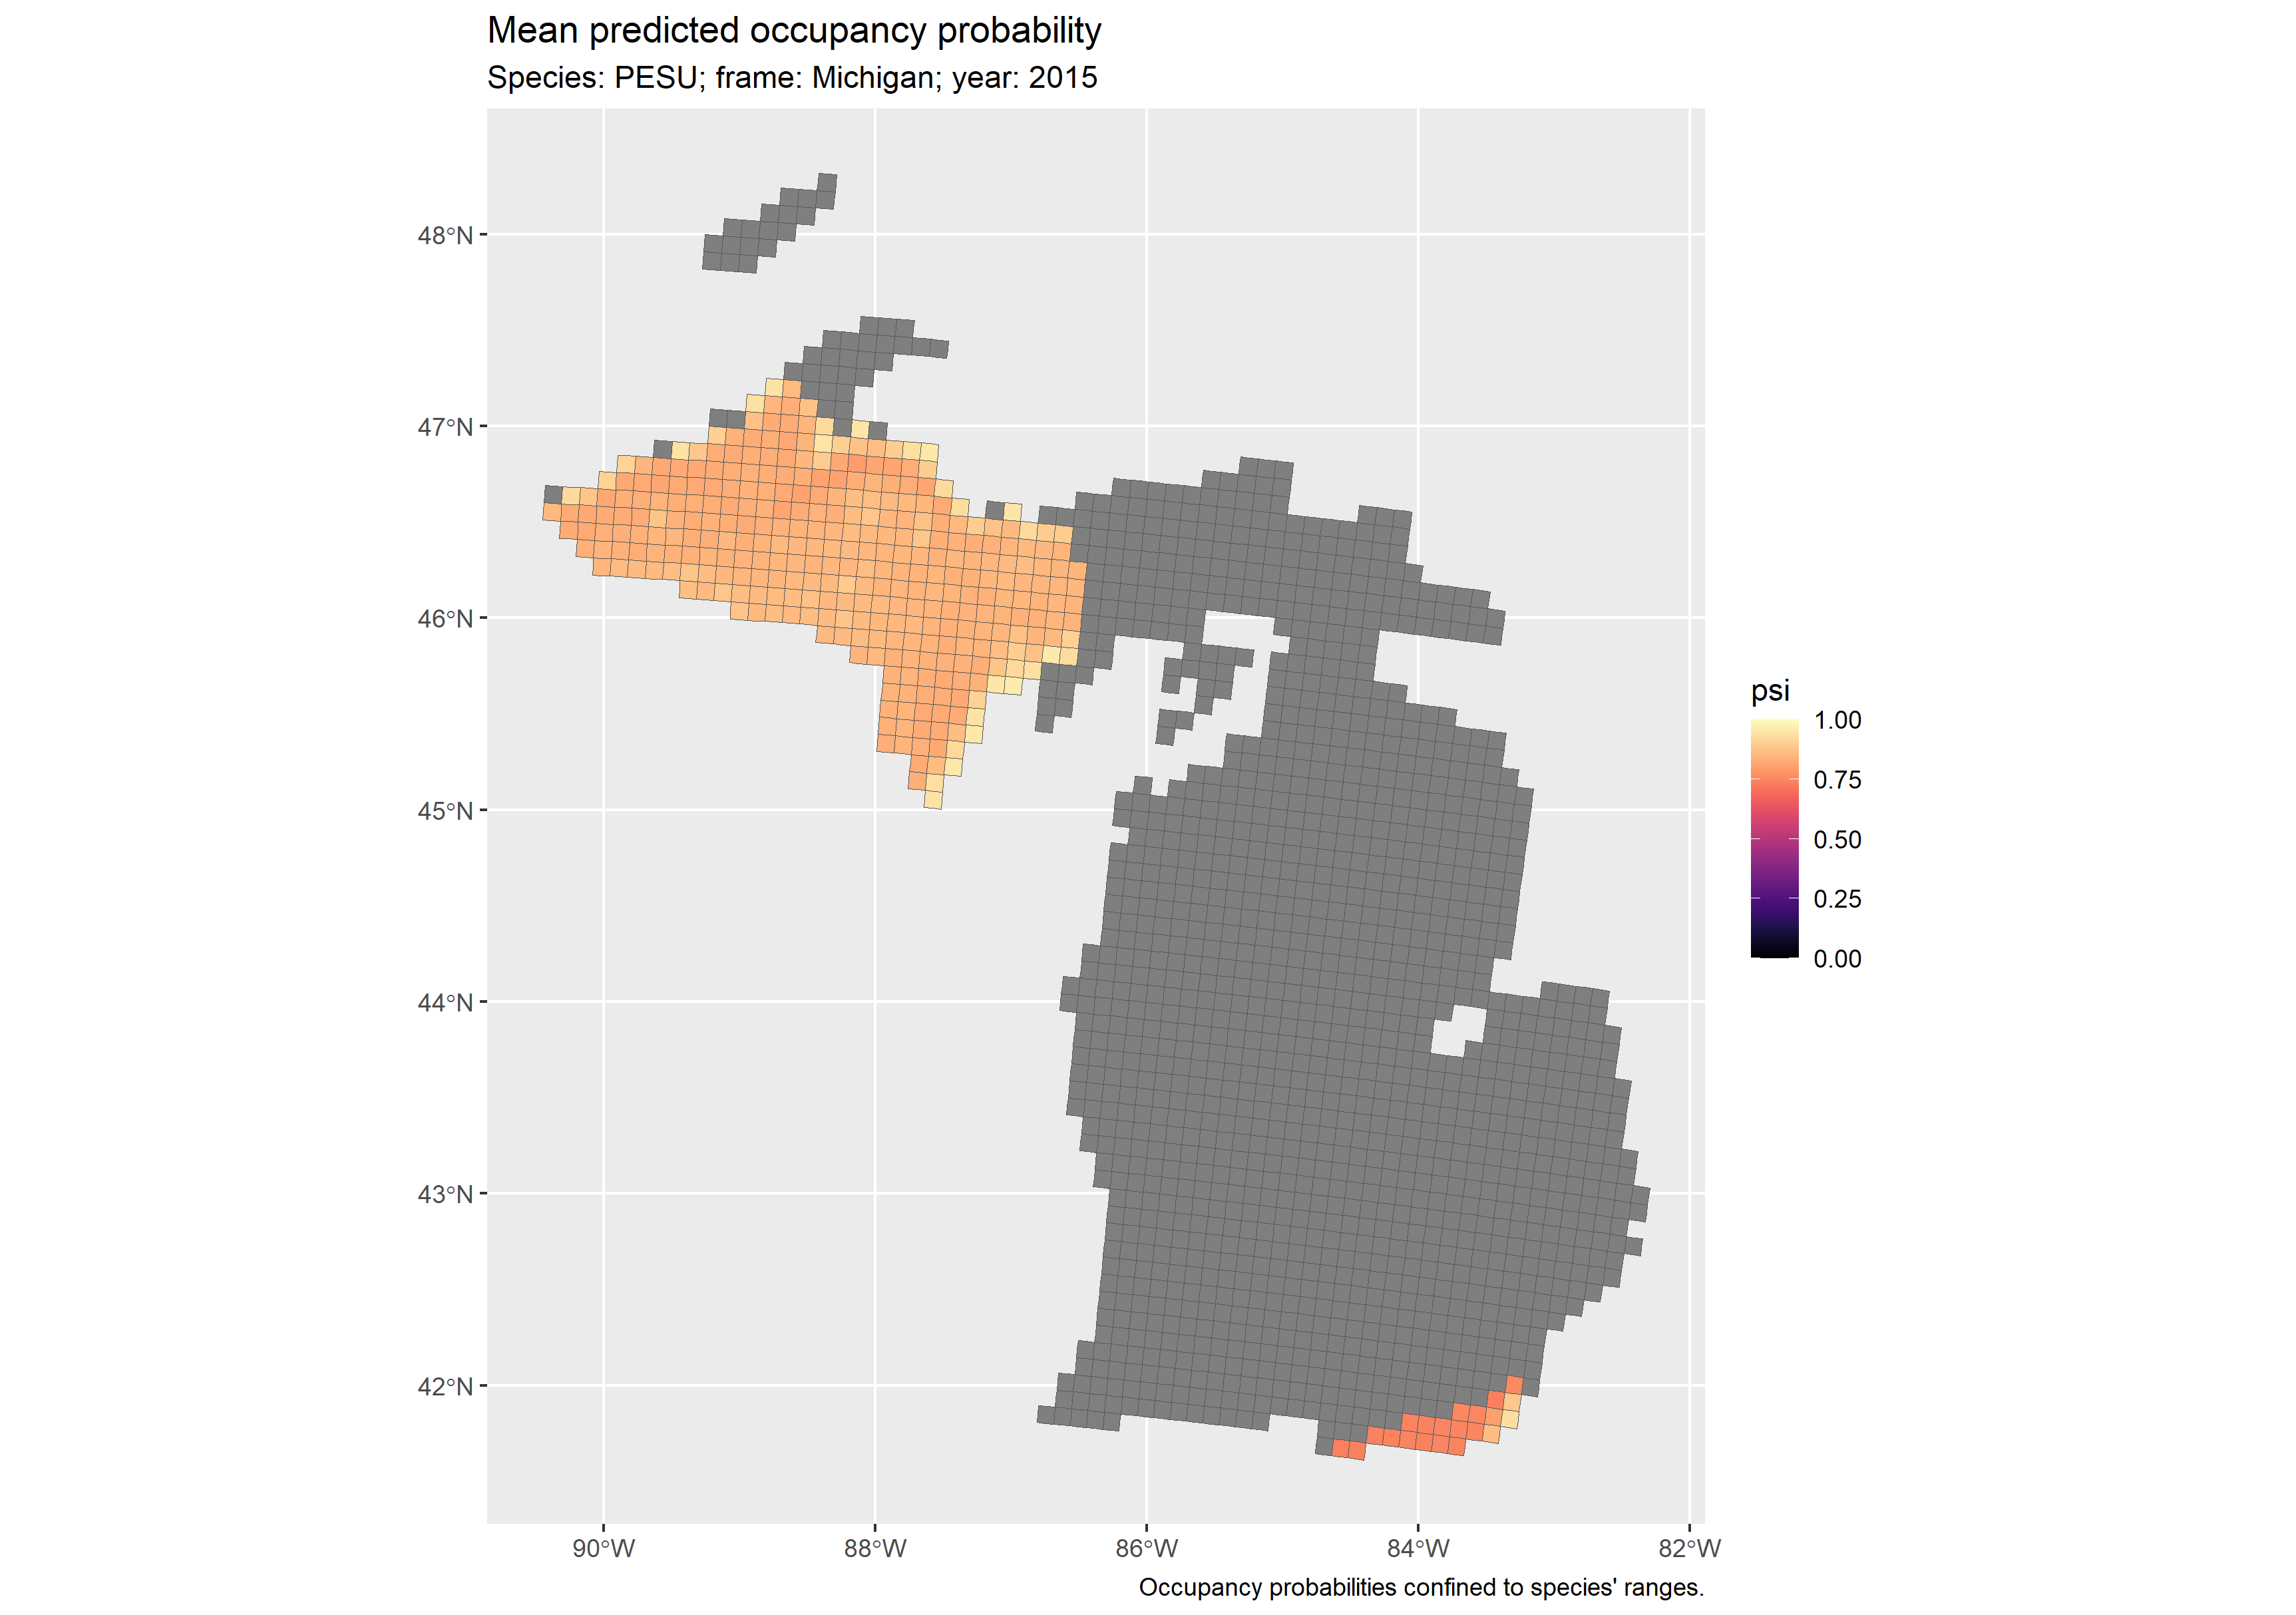 Mean predicted occupancy probability
Species: PESU; frame: Michigan; year: 2015
48°N
47°N
46°N
45°N
44°N
43°N
42°N
90°W
88°W
86°W
84°W
82°W
psi
1.00
0.75
0.50
0.25
0.00
Occupancy probabilities confined to species' ranges.